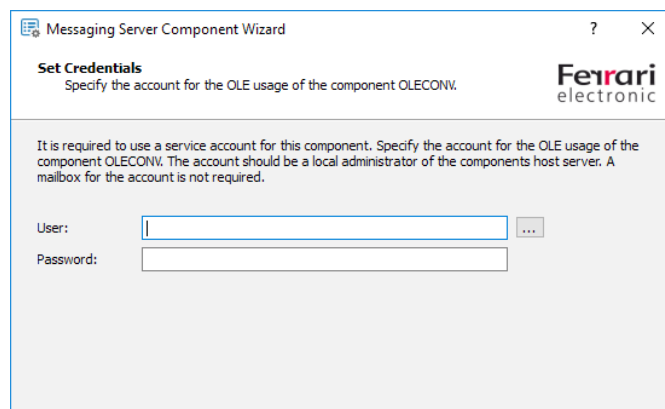 Messaging Server Component Wizard
?
Set Credentials
Specify the account for the OLE usage of the component OLECONV.
Ferrari
electronic
It is required to use a service account for this component. Specify the account for the OLE usage of the
component OLECONV. The account should be a local administrator of the components host server. A
mailbox for the account is not required.
User:
...
Password: